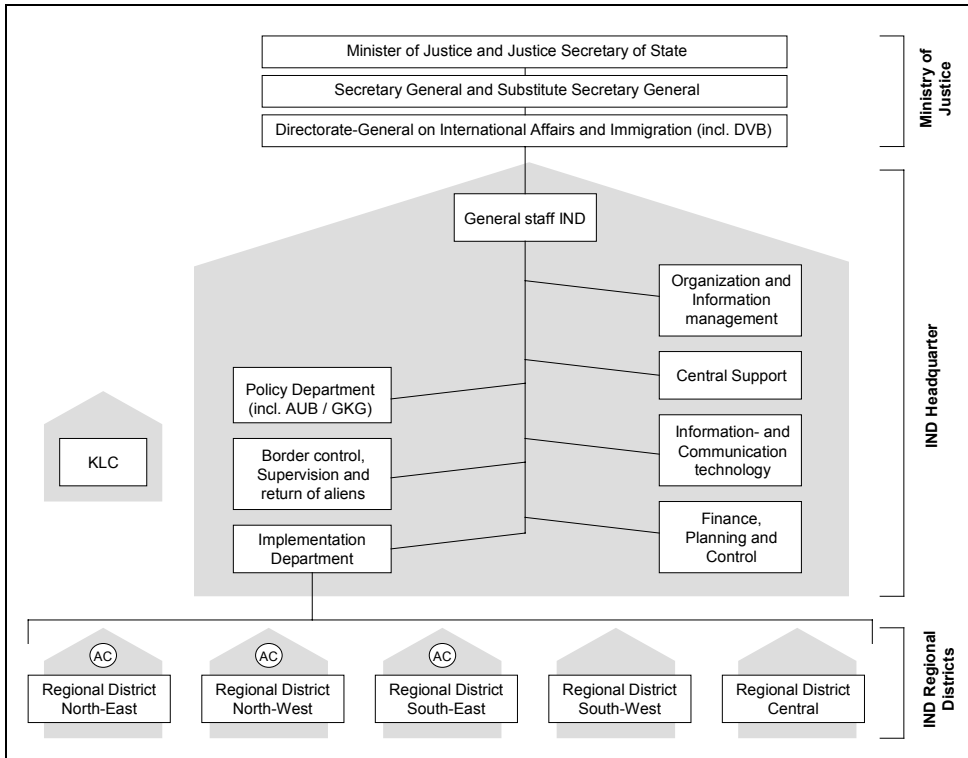 Minister of Justice and Justice Secretary of State
Secretary General and Substitute Secretary General
Directorate-General on International Affairs and Immigration (incl. DVB)
Ministry of
Justice
General staff IND
Organization and
Information
management
Central Support
Policy Department
(incl. AUB / GKG)
Information- and
Communication
technology
Border control,
Supervision and
return of aliens
KLC
Finance,
Planning and
Control
Implementation
Department
IND Headquarter
AC
AC
AC
Regional District
North-East
Regional District
North-West
Regional District
South-East
Regional District
South-West
Regional District
Central
IND Regional
Districts